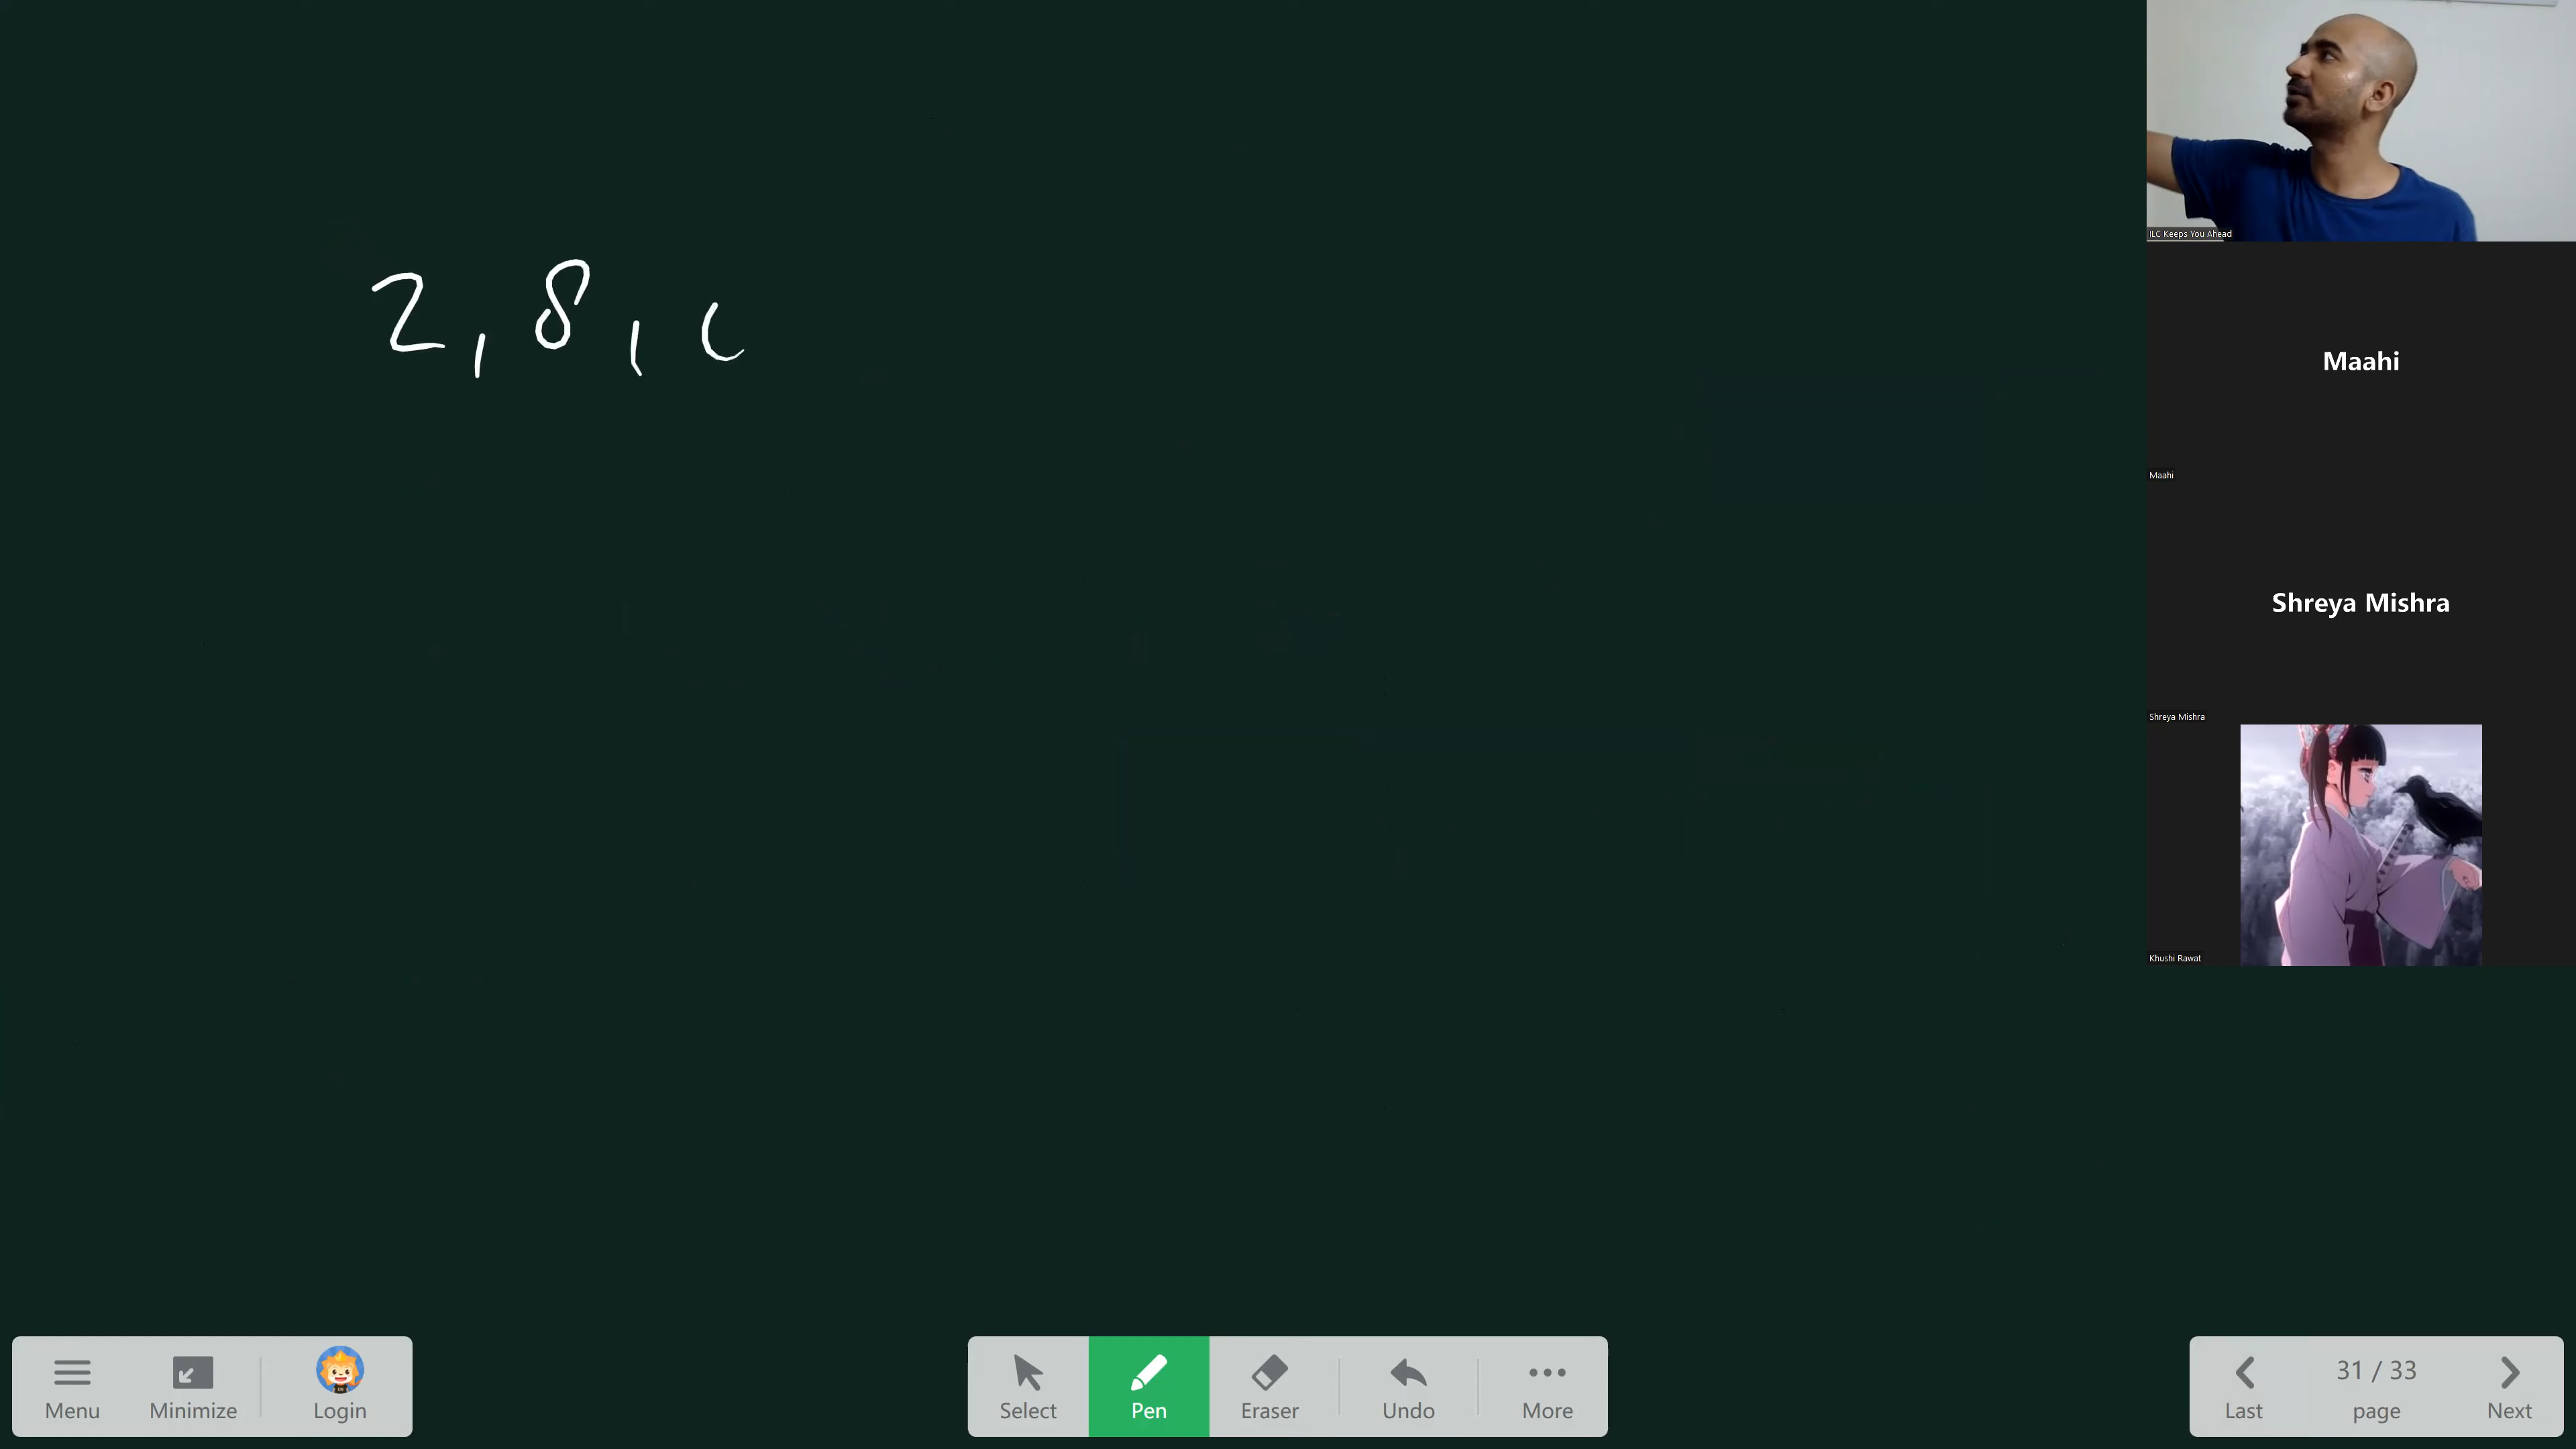 2, 8,
ILC Keeps You Ahead
Maahi
Maahi
Shreya Mishra
Shreya Mishra
Khushi Rawat
Menu Minimize Login Select Pen Eraser Undo More Last 31 / 33 page Next